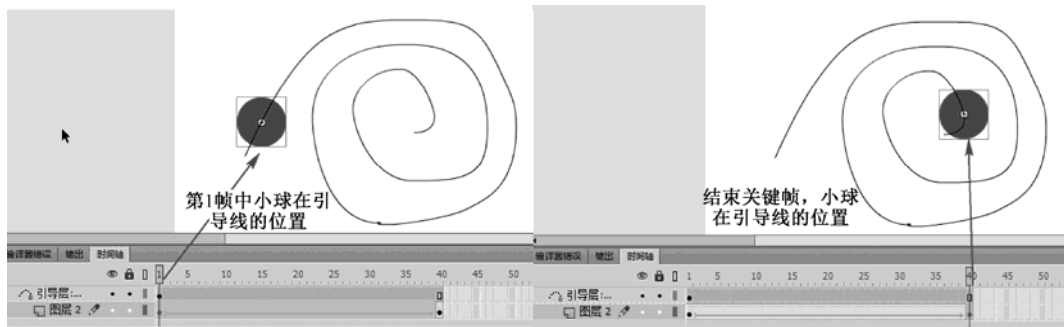 第1帧中小球在引
导线的位置
结束关键帧，小球
在引导线的位置
编译器错误 输出 时间轴
1 5 10 15 20 25 30 35 40 45 50
引导层:...
图层 2
编译器错误 输出 时间轴
1 5 10 15 20 25 30 35 40 45 50
引导层:...
图层 2